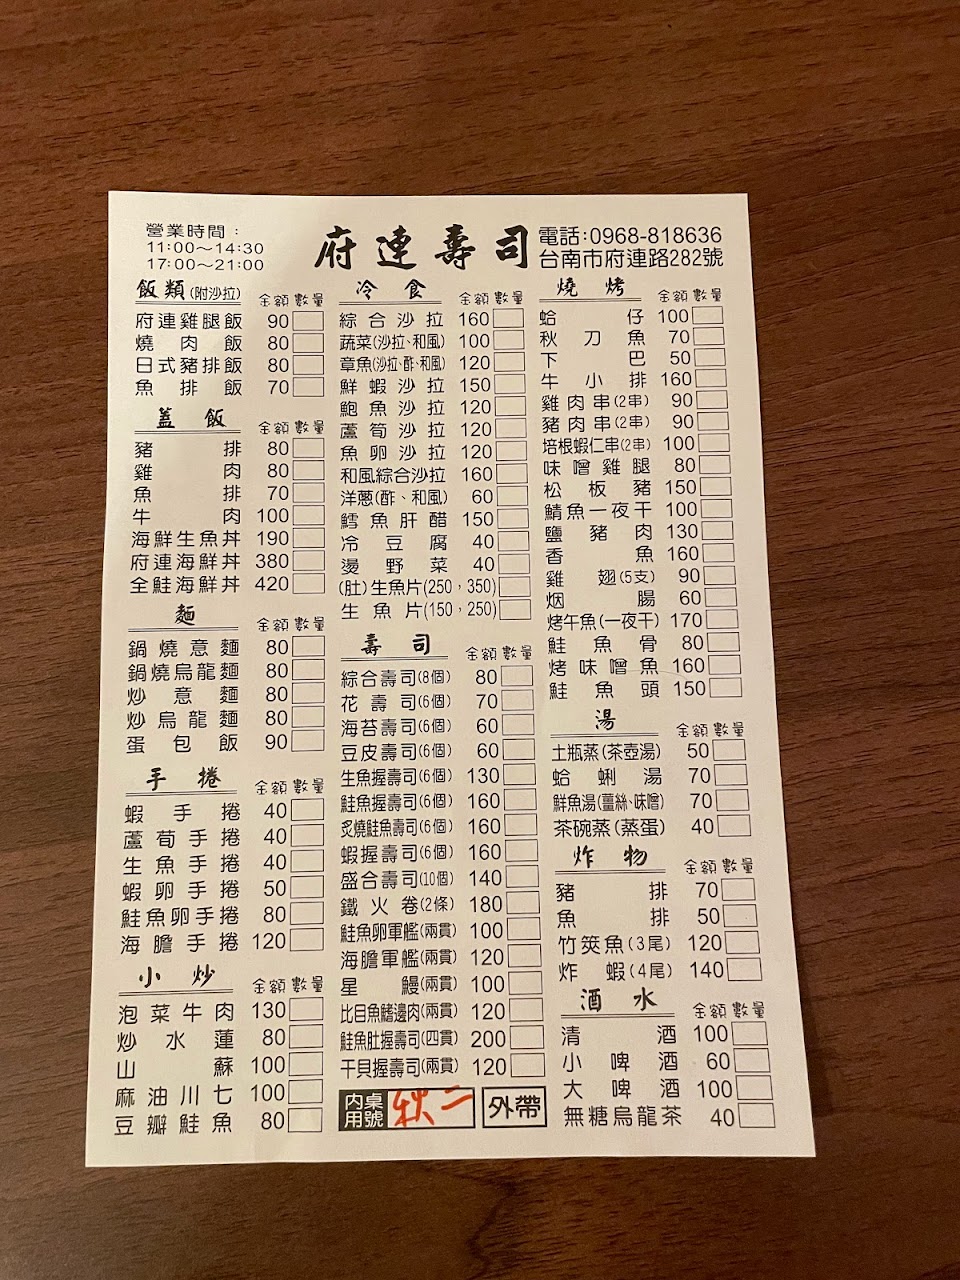 營業時間：
11:00～14:30
17:00～21:00
府連壽司
電話:0968-818636
台南市府連路282號
飯類(附沙拉) 金額 數量
府連雞腿飯 90
燒肉飯 80
日式豬排飯 80
魚排飯 70
蓋飯 金額 數量
豬排 80
雞肉 80
魚排 70
牛肉 100
海鮮生魚丼 190
府連海鮮丼 380
全鮭海鮮丼 420
麵 金額 數量
鍋燒意麵 80
鍋燒烏龍麵 80
炒意麵 80
炒烏龍麵 80
蛋包飯 90
手捲 金額 數量
蝦手捲 40
蘆荀手捲 40
生魚手捲 40
蝦卵手捲 50
鮭魚卵手捲 80
海膽手捲 120
小炒 金額 數量
泡菜牛肉 130
炒水蓮 80
山蘇 100
麻油川七 100
豆瓣鮭魚 80
冷食 金額 數量
綜合沙拉 160
蔬菜(沙拉、和風) 100
章魚(沙拉、酢、和風) 120
鮮蝦沙拉 150
鮑魚沙拉 120
蘆筍沙拉 120
魚卵沙拉 120
和風綜合沙拉 160
洋蔥(酢、和風) 60
鱈魚肝醋 150
冷豆腐 40
燙野菜 40
(肚)生魚片(250，350)
生魚片(150，250)
壽司 金額 數量
綜合壽司(8個) 80
花壽司(6個) 70
海苔壽司(6個) 60
豆皮壽司(6個) 60
生魚握壽司(6個) 130
鮭魚握壽司(6個) 160
炙燒鮭魚壽司(6個) 160
蝦握壽司(6個) 160
盛合壽司(10個) 140
鐵火卷(2條) 180
鮭魚卵軍艦(兩貫) 100
海膽軍艦(兩貫) 120
星鰻(兩貫) 100
比目魚鰭邊肉(兩貫) 120
鮭魚肚握壽司(四貫) 200
干貝握壽司(兩貫) 120
內用桌號 秋二 外帶
燒烤 金額 數量
蛤仔 100
秋刀魚 70
下巴 50
牛小排 160
雞肉串(2串) 90
豬肉串(2串) 90
培根蝦仁串(2串) 100
味噌雞腿 80
松板豬 150
鯖魚一夜干 100
鹽豬肉 130
香魚 160
雞翅(5支) 90
烟腸 60
烤午魚(一夜干) 170
鮭魚骨 80
烤味噌魚 160
鮭魚頭 150
湯 金額 數量
土瓶蒸(茶壺湯) 50
蛤蜊湯 70
鮮魚湯(薑絲、味噌) 70
茶碗蒸(蒸蛋) 40
炸物 金額 數量
豬排 70
魚排 50
竹筴魚(3尾) 120
炸蝦(4尾) 140
酒水 金額 數量
清酒 100
小啤酒 60
大啤酒 100
無糖烏龍茶 40